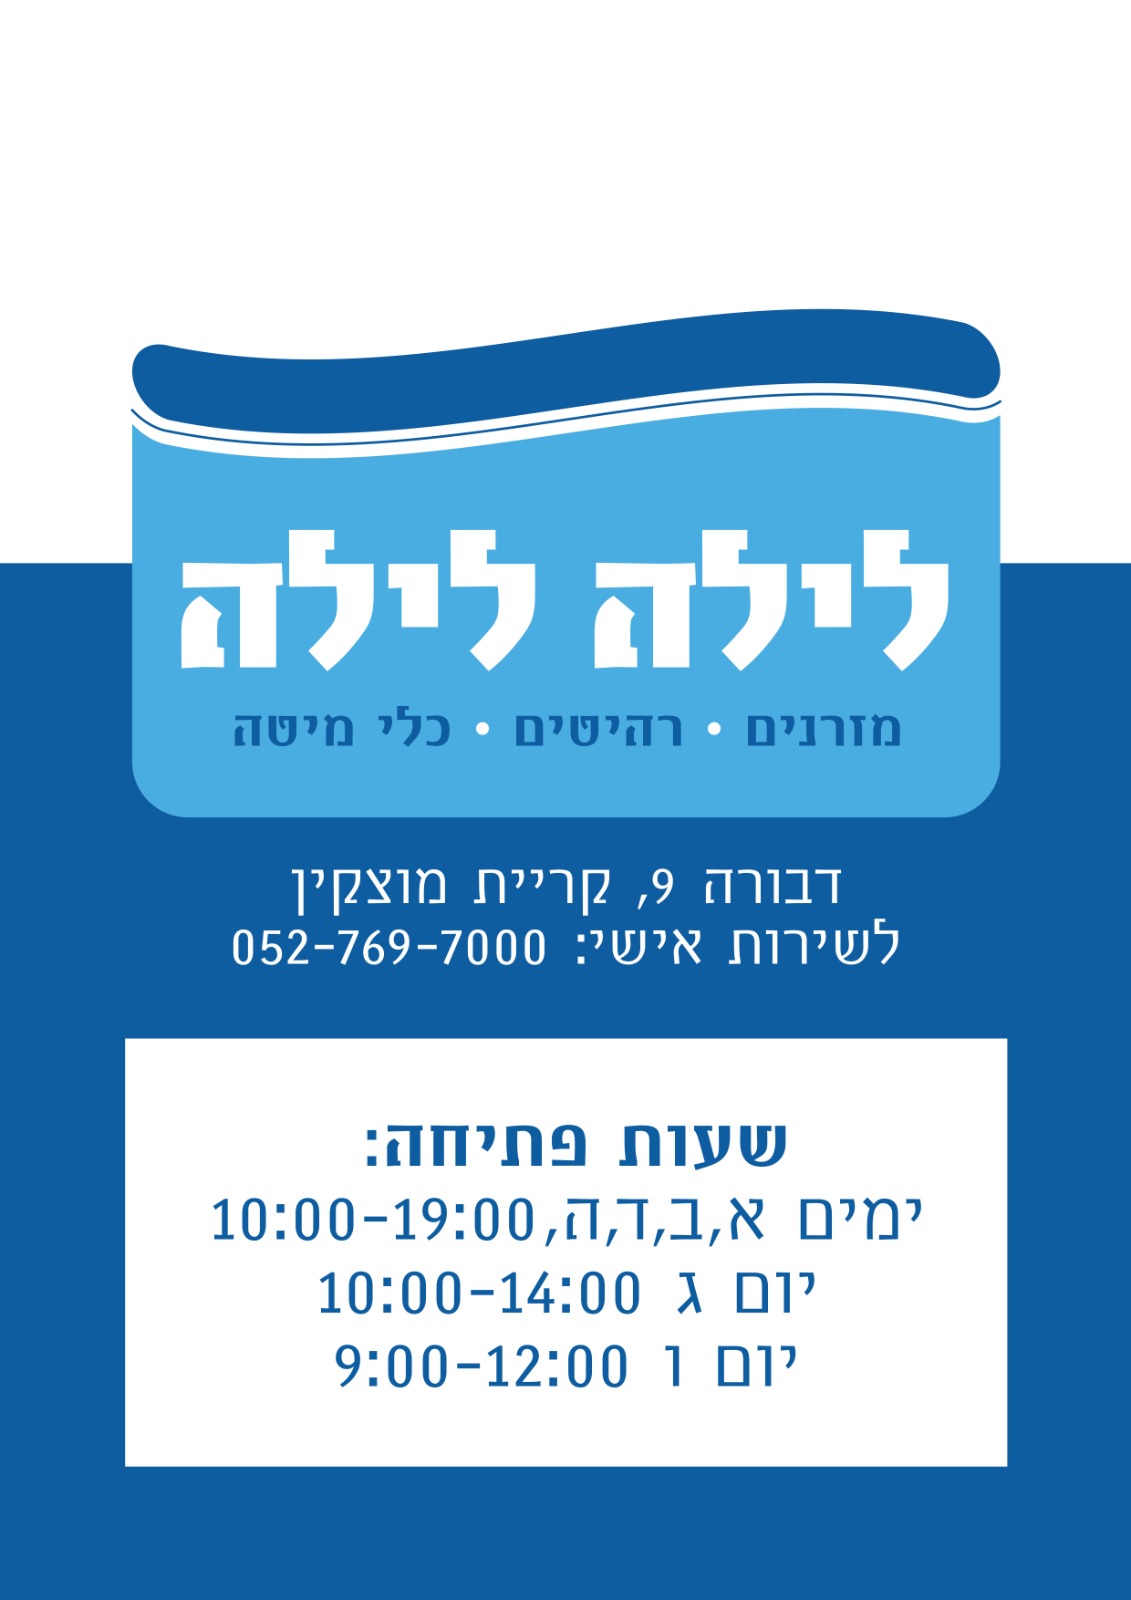 לילה לילה
מזרנים • רהיטים • כלי מיטה
דבורה 9, קריית מוצקין
לשירות אישי: 052-769-7000
שעות פתיחה:
ימים א,ב,ד,ה,10:00-19:00
יום ג 10:00-14:00
יום ו 9:00-12:00